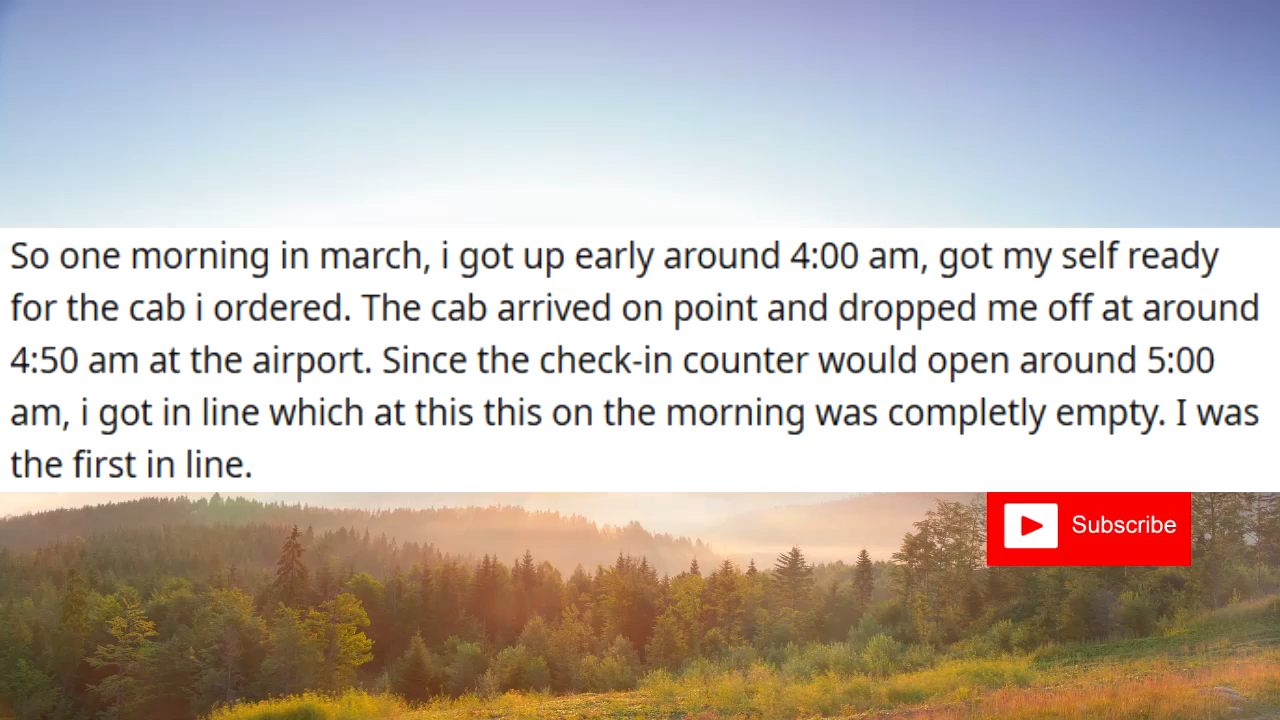 So one morning in march, i got up early around 4:00 am, got my self ready
for the cab i ordered. The cab arrived on point and dropped me off at around
4:50 am at the airport. Since the check-in counter would open around 5:00
am, i got in line which at this this on the morning was completly empty. I was
the first in line.
Subscribe